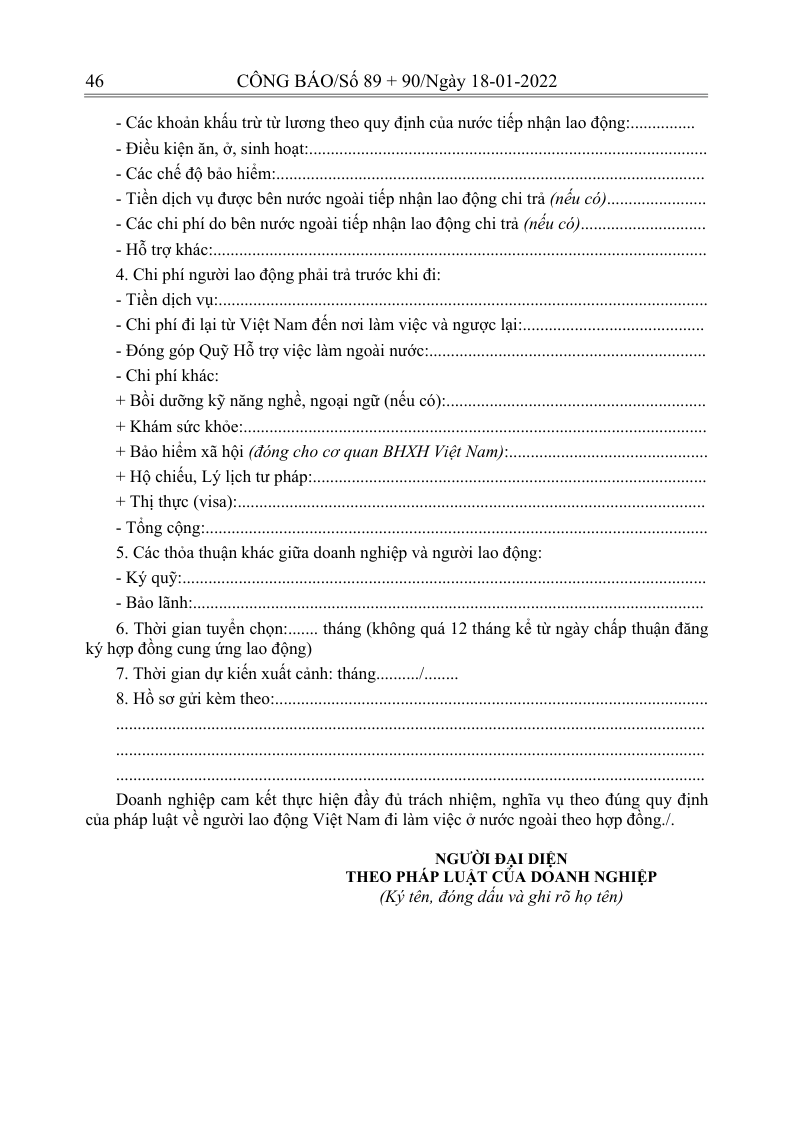 46 CÔNG BÁO/Số 89 + 90/Ngày 18-01-2022
- Các khoản khấu trừ từ lương theo quy định của nước tiếp nhận lao động:...............
- Điều kiện ăn, ở, sinh hoạt:............................................................................................
- Các chế độ bảo hiểm:...................................................................................................
- Tiền dịch vụ được bên nước ngoài tiếp nhận lao động chi trả (nếu có).......................
- Các chi phí do bên nước ngoài tiếp nhận lao động chi trả (nếu có).............................
- Hỗ trợ khác:..................................................................................................................
4. Chi phí người lao động phải trả trước khi đi:
- Tiền dịch vụ:.................................................................................................................
- Chi phí đi lại từ Việt Nam đến nơi làm việc và ngược lại:..........................................
- Đóng góp Quỹ Hỗ trợ việc làm ngoài nước:................................................................
- Chi phí khác:
+ Bồi dưỡng kỹ năng nghề, ngoại ngữ (nếu có):............................................................
+ Khám sức khỏe:...........................................................................................................
+ Bảo hiểm xã hội (đóng cho cơ quan BHXH Việt Nam):..............................................
+ Hộ chiếu, Lý lịch tư pháp:...........................................................................................
+ Thị thực (visa):............................................................................................................
- Tổng cộng:....................................................................................................................
5. Các thỏa thuận khác giữa doanh nghiệp và người lao động:
- Ký quỹ:.........................................................................................................................
- Bảo lãnh:......................................................................................................................
6. Thời gian tuyển chọn:....... tháng (không quá 12 tháng kể từ ngày chấp thuận đăng
ký hợp đồng cung ứng lao động)
7. Thời gian dự kiến xuất cảnh: tháng........../........
8. Hồ sơ gửi kèm theo:....................................................................................................
........................................................................................................................................
........................................................................................................................................
........................................................................................................................................
Doanh nghiệp cam kết thực hiện đầy đủ trách nhiệm, nghĩa vụ theo đúng quy định
của pháp luật về người lao động Việt Nam đi làm việc ở nước ngoài theo hợp đồng./.
NGƯỜI ĐẠI DIỆN
THEO PHÁP LUẬT CỦA DOANH NGHIỆP
(Ký tên, đóng dấu và ghi rõ họ tên)